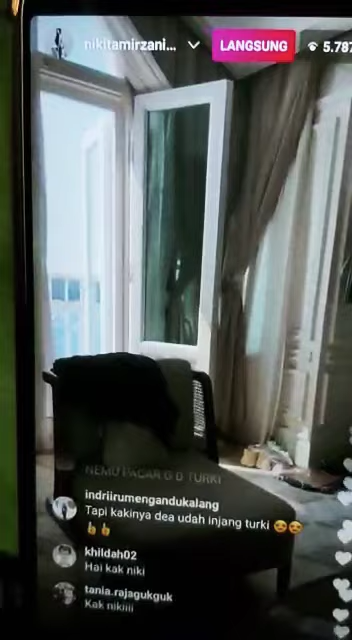 nikitamirzani...
LANGSUNG
5.787
NEMU PACAR G D TURKI
indriirumengandukalang
Tapi kakinya dea udah injang turki 😍😍
👍👍
khildah02
Hai kak niki
tania.rajagukguk
Kak nikiiii